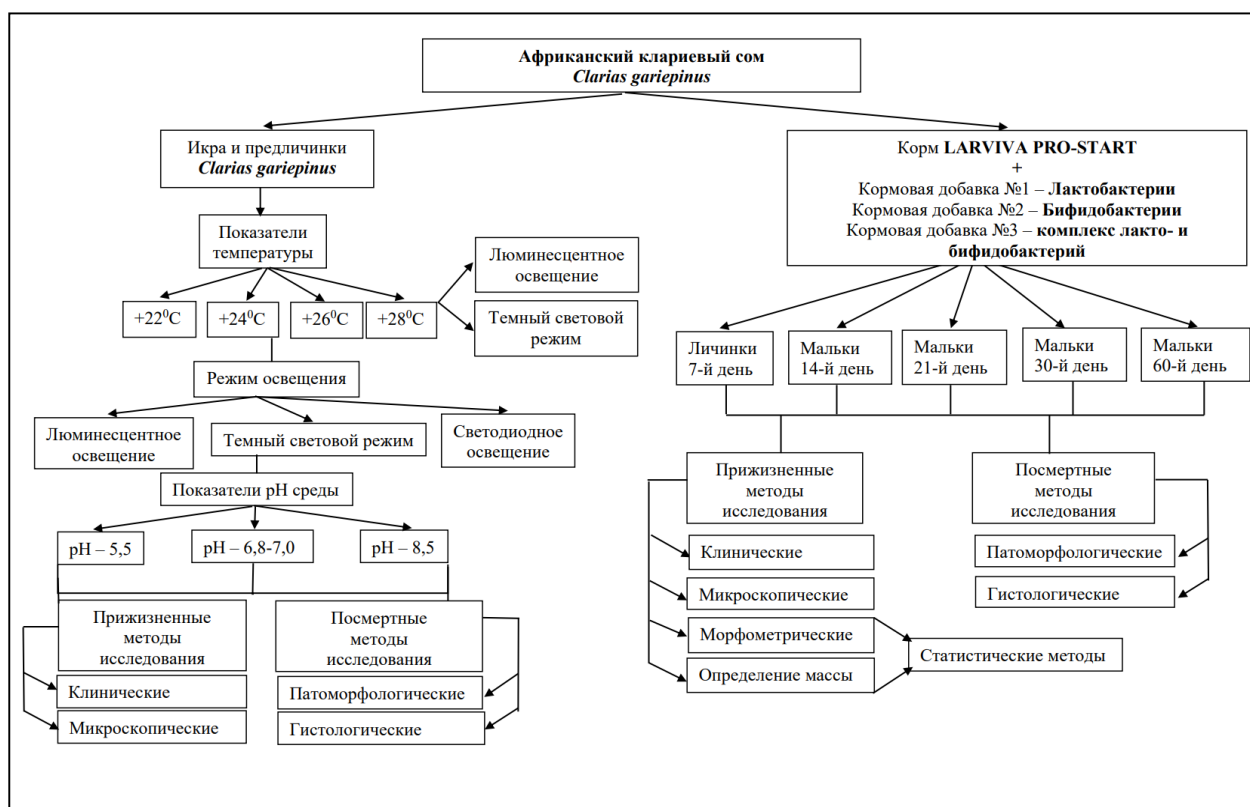 Африканский клариевый сом
Clarias gariepinus
Икра и предличинки
Clarias gariepinus
Корм LARVIVA PRO-START
+
Кормовая добавка №1 – Лактобактерии
Кормовая добавка №2 – Бифидобактерии
Кормовая добавка №3 – комплекс лакто- и
бифидобактерий
Показатели
температуры
Люминесцентное
освещение
Темный световой
режим
+22⁰С
+24⁰С
+26⁰С
+28⁰С
Режим освещения
Люминесцентное
освещение
Темный световой режим
Светодиодное
освещение
Показатели рН среды
рН – 5,5
рН – 6,8-7,0
рН – 8,5
Прижизненные
методы
исследования
Посмертные
методы
исследования
Клинические
Микроскопические
Патоморфологические
Гистологические
Личинки
7-й день
Мальки
14-й день
Мальки
21-й день
Мальки
30-й день
Мальки
60-й день
Прижизненные
методы
исследования
Посмертные
методы
исследования
Клинические
Микроскопические
Морфометрические
Определение массы
Патоморфологические
Гистологические
Статистические методы